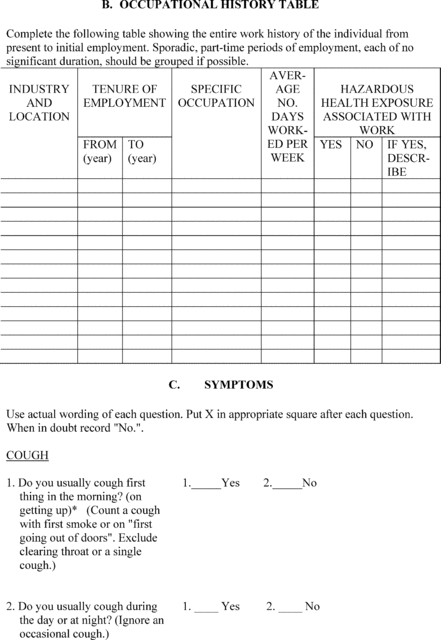 B. OCCUPATIONAL HISTORY TABLE
Complete the following table showing the entire work history of the individual from
present to initial employment. Sporadic, part-time periods of employment, each of no
significant duration, should be grouped if possible.
INDUSTRY
AND
LOCATION
TENURE OF
EMPLOYMENT
FROM
(year)
TO
(year)
SPECIFIC
OCCUPATION
AVER-
AGE
NO.
DAYS
WORK-
ED PER
WEEK
HAZARDOUS
HEALTH EXPOSURE
ASSOCIATED WITH
WORK
YES
NO
IF YES,
DESCR-
IBE
C. SYMPTOMS
Use actual wording of each question. Put X in appropriate square after each question.
When in doubt record "No.".
COUGH
1. Do you usually cough first 1.____Yes 2.____No
thing in the morning? (on
getting up)* (Count a cough
with first smoke or on "first
going out of doors". Exclude
clearing throat or a single
cough.)
2. Do you usually cough during 1. ____ Yes 2. ____ No
the day or at night? (Ignore an
occasional cough.)